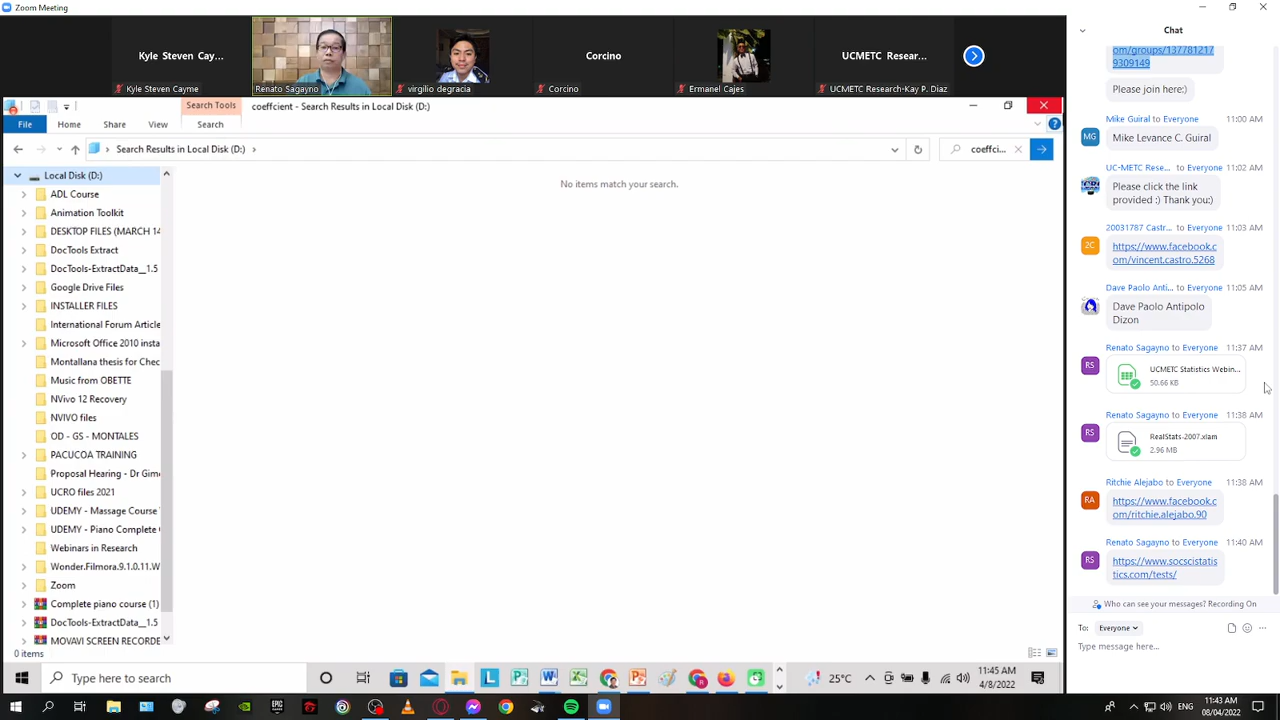 Zoom Meeting
Kyle Steven Cay...
Corcino
UCMETC Resear...
Kyle Steven Cayme
Renato Sagayno
virgilio degracia
Corcino
Ermanel Cajes
UCMETC Research-Kay P. Diaz
Search Tools
coeffcient - Search Results in Local Disk (D:)
File
Home
Share
View
Search
Search Results in Local Disk (D:)
coeffci...
Local Disk (D:)
No items match your search.
ADL Course
Animation Toolkit
DESKTOP FILES (MARCH 14
DocTools Extract
DocTools-ExtractData__1.5
Google Drive Files
INSTALLER FILES
International Forum Article
Microsoft Office 2010 insta
Montallana thesis for Chec
Music from OBETTE
NVivo 12 Recovery
NVIVO files
OD - GS - MONTALES
PACUCOA TRAINING
Proposal Hearing - Dr Gime
UCRO files 2021
UDEMY - Massage Course
UDEMY - Piano Complete
Webinars in Research
Wonder.Filmora.9.1.0.11.W
Zoom
Complete piano course (1)
DocTools-ExtractData__1.5
MOVAVI SCREEN RECORDE
0 items
Type here to search
25°C
11:45 AM
4/8/2022
Chat
om/groups/137781217
9309149
Please join here:)
Mike Guiral to Everyone 11:00 AM
MG
Mike Levance C. Guiral
UC-METC Rese... to Everyone 11:02 AM
Please click the link
provided :) Thank you:)
20031787 Castr... to Everyone 11:03 AM
2C
https://www.facebook.c
om/vincent.castro.5268
Dave Paolo Anti... to Everyone 11:05 AM
Dave Paolo Antipolo
Dizon
Renato Sagayno to Everyone 11:37 AM
RS
UCMETC Statistics Webin...
50.66 KB
Renato Sagayno to Everyone 11:38 AM
RS
RealStats-2007.xlam
2.96 MB
Ritchie Alejabo to Everyone 11:38 AM
RA
https://www.facebook.c
om/ritchie.alejabo.90
Renato Sagayno to Everyone 11:40 AM
RS
https://www.socscistatis
tics.com/tests/
Who can see your messages? Recording On
To: Everyone
Type message here...
11:43 AM
08/04/2022